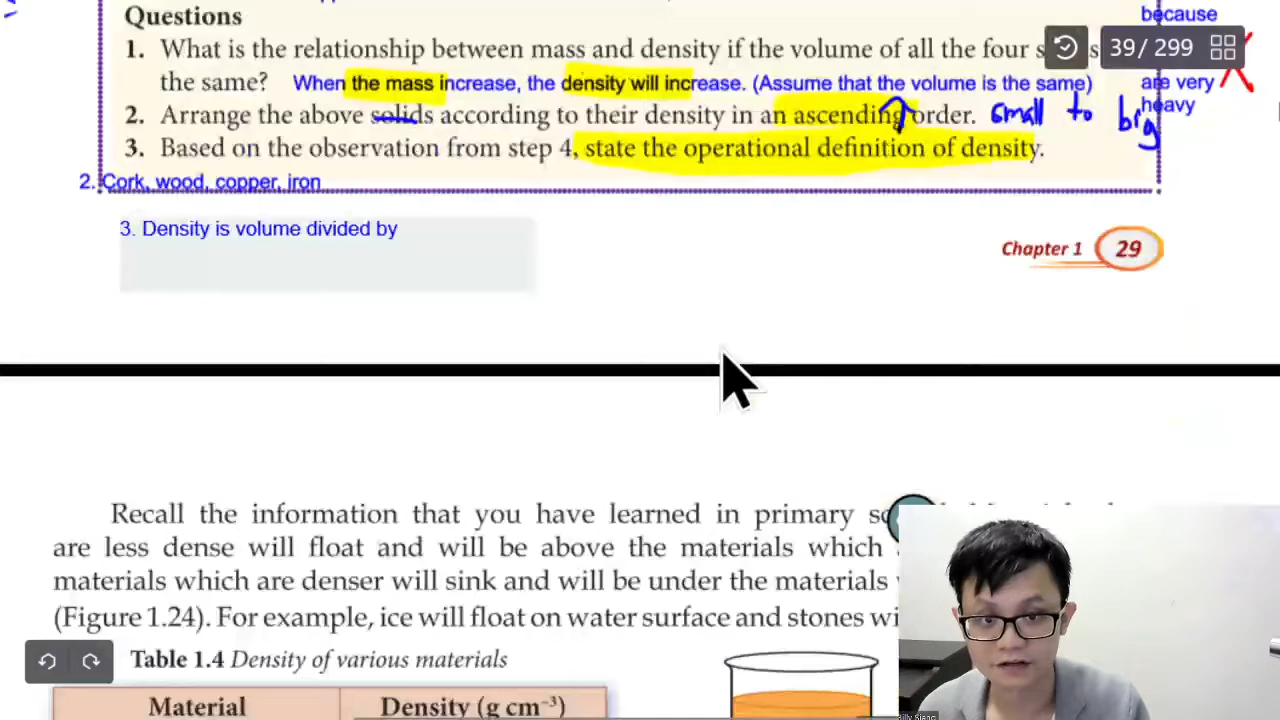 because
Questions
39/ 299
1. What is the relationship between mass and density if the volume of all the four s
the same?
When the mass increase, the density will increase. (Assume that the volume is the same)
are very
heavy
2. Arrange the above solids according to their density in an ascending order.
small to big
3. Based on the observation from step 4, state the operational definition of density.
2. Cork, wood, copper, iron
3. Density is volume divided by
Chapter 1 29
Recall the information that you have learned in primary
are less dense will float and will be above the materials which
materials which are denser will sink and will be under the materials
(Figure 1.24). For example, ice will float on water surface and stones
Table 1.4 Density of various materials
Material Density (g cm⁻³)